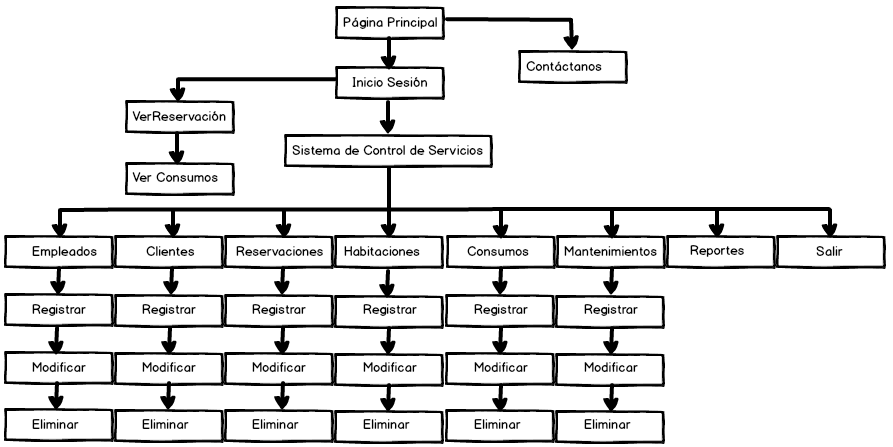 Página Principal
Contáctanos
Inicio Sesión
VerReservación
Sistema de Control de Servicios
Ver Consumos
Empleados
Clientes
Reservaciones
Habitaciones
Consumos
Mantenimientos
Reportes
Salir
Registrar
Registrar
Registrar
Registrar
Registrar
Registrar
Modificar
Modificar
Modificar
Modificar
Modificar
Modificar
Eliminar
Eliminar
Eliminar
Eliminar
Eliminar
Eliminar